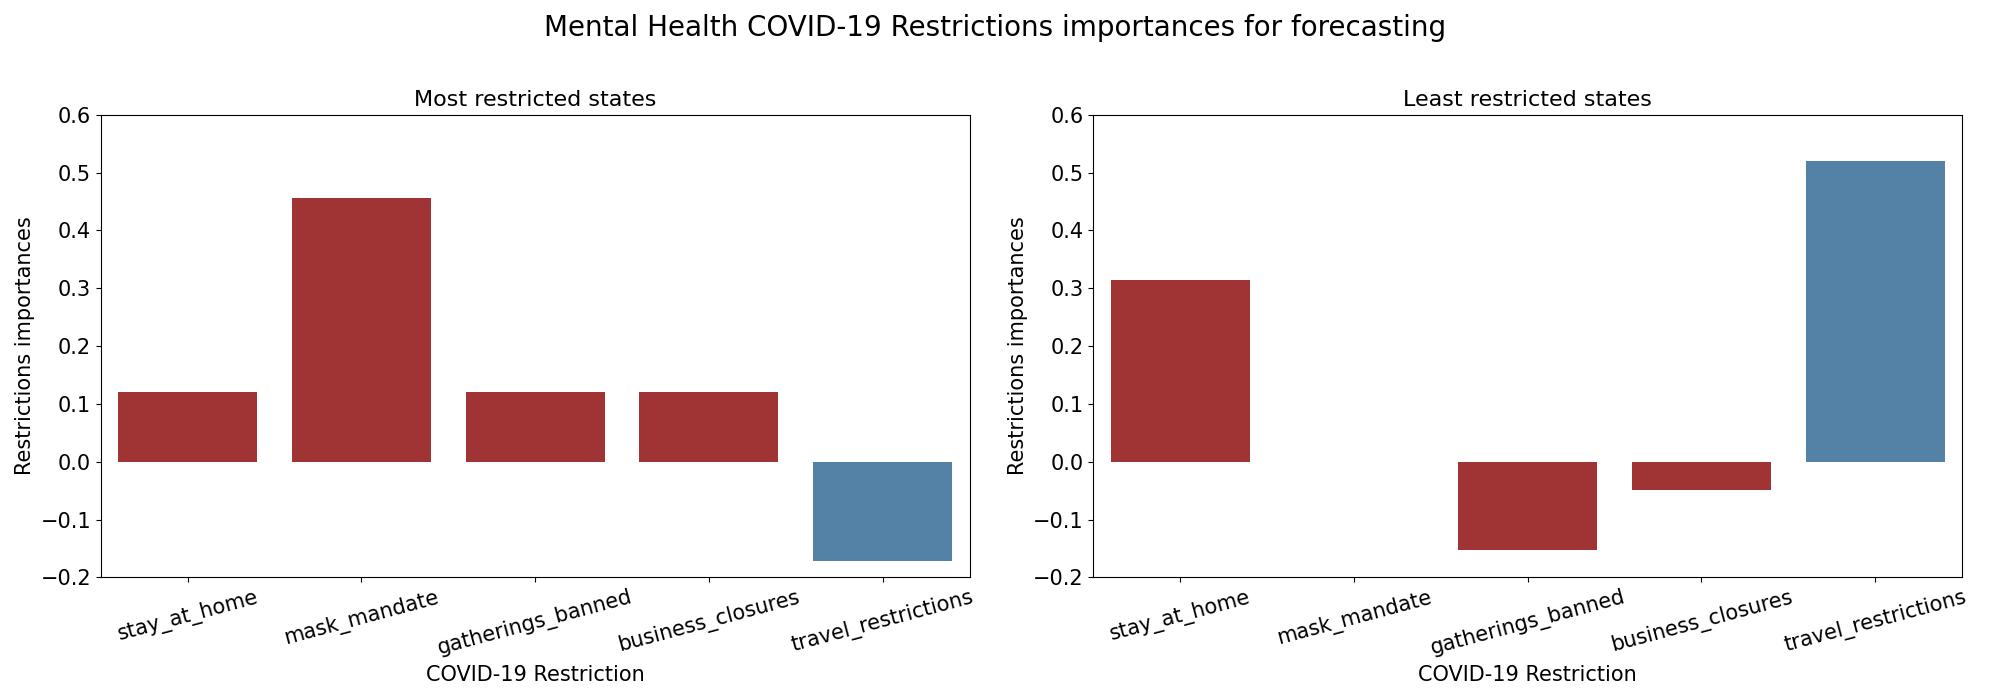 Mental Health COVID-19 Restrictions importances for forecasting
Most restricted states
Restrictions importances
0.6
0.5
0.4
0.3
0.2
0.1
0.0
−0.1
−0.2
stay_at_home
mask_mandate
gatherings_banned
business_closures
travel_restrictions
COVID-19 Restriction
Least restricted states
Restrictions importances
0.6
0.5
0.4
0.3
0.2
0.1
0.0
−0.1
−0.2
stay_at_home
mask_mandate
gatherings_banned
business_closures
travel_restrictions
COVID-19 Restriction